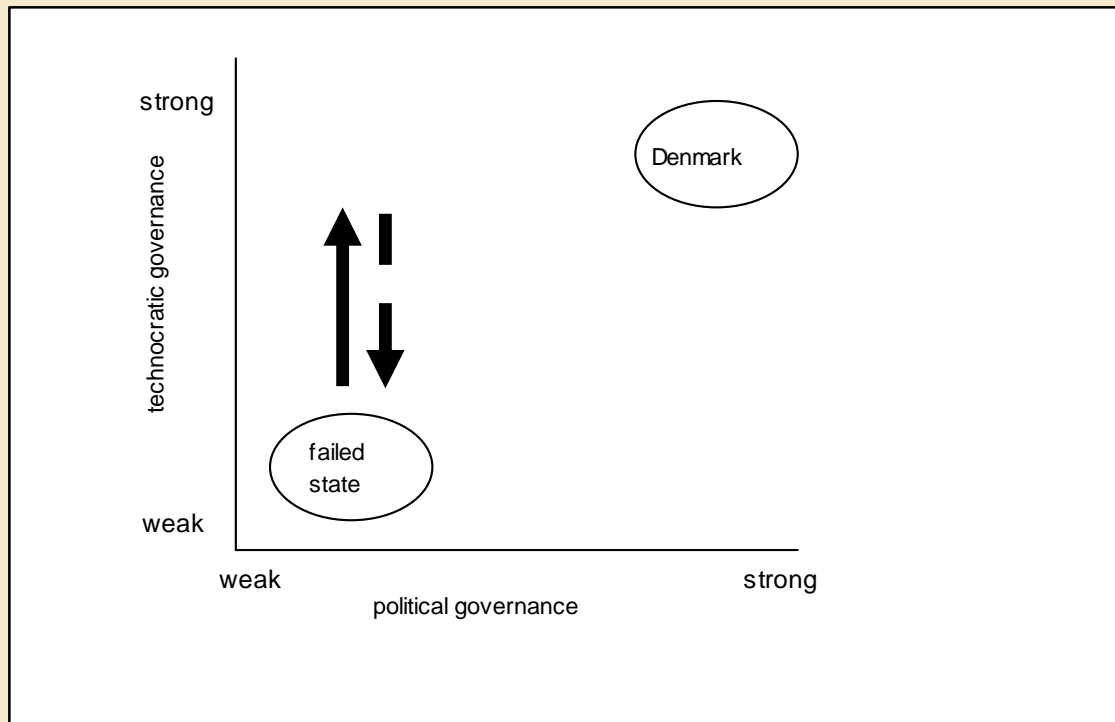 strong
Denmark
technocratic governance
failed
state
weak
weak
strong
political governance